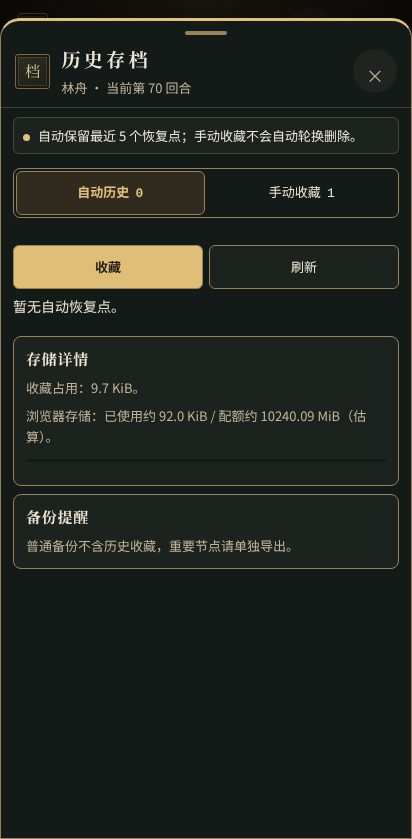 档
历史存档
林舟 · 当前第 70 回合
自动保留最近 5 个恢复点；手动收藏不会自动轮换删除。
自动历史 0
手动收藏 1
收藏
刷新
暂无自动恢复点。
存储详情
收藏占用：9.7 KiB。
浏览器存储：已使用约 92.0 KiB / 配额约 10240.09 MiB（估
算）。
备份提醒
普通备份不含历史收藏，重要节点请单独导出。